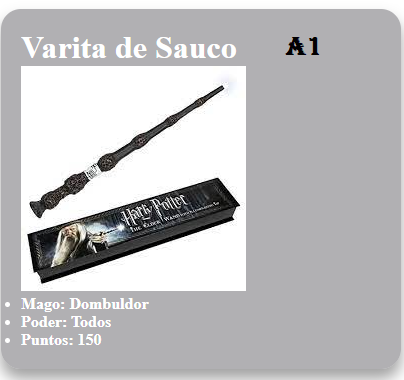 Varita de Sauco
A1
Harry Potter
The Elder Wand
Mago: Dombuldor
Poder: Todos
Puntos: 150